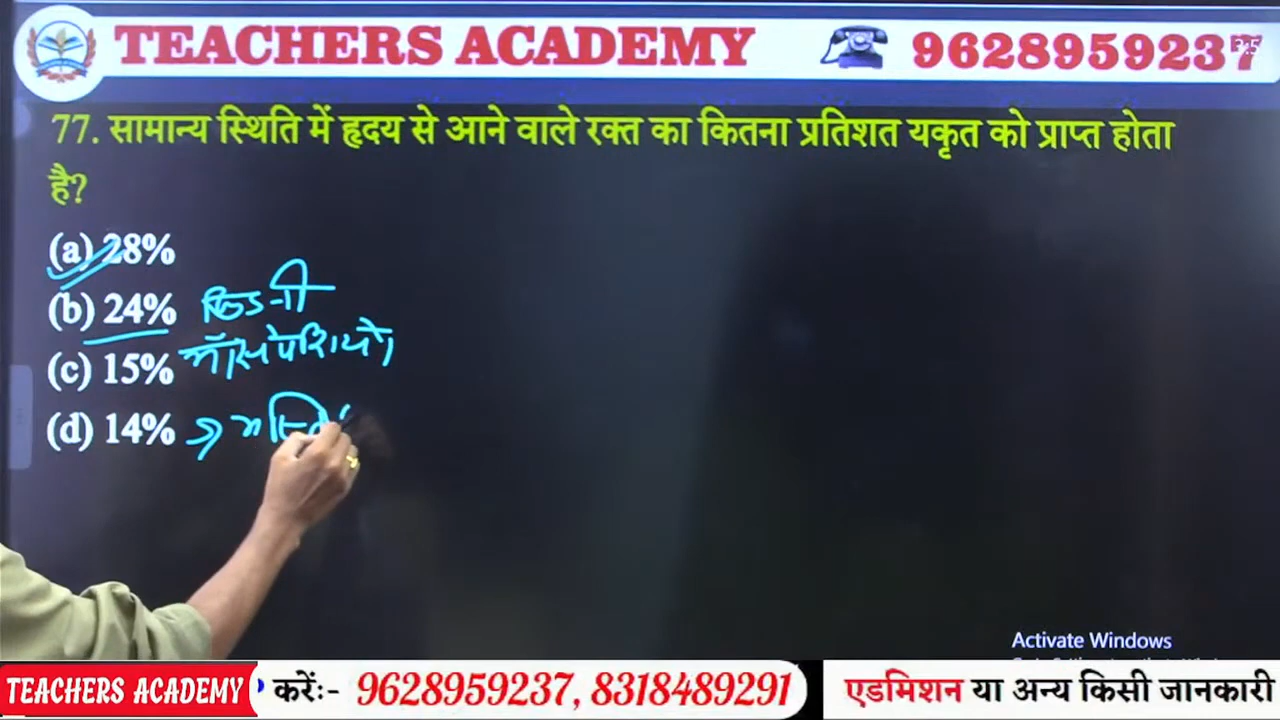 TEACHERS ACADEMY 9628959237
77. सामान्य स्थिति में हृदय से आने वाले रक्त का कितना प्रतिशत यकृत को प्राप्त होता
है?
(a) 28%
(b) 24% किडनी
(c) 15% माँसपेशियों
(d) 14%
Activate Windows
TEACHERS ACADEMY करेंः- 9628959237, 8318489291 एडमिशन या अन्य किसी जानकारी